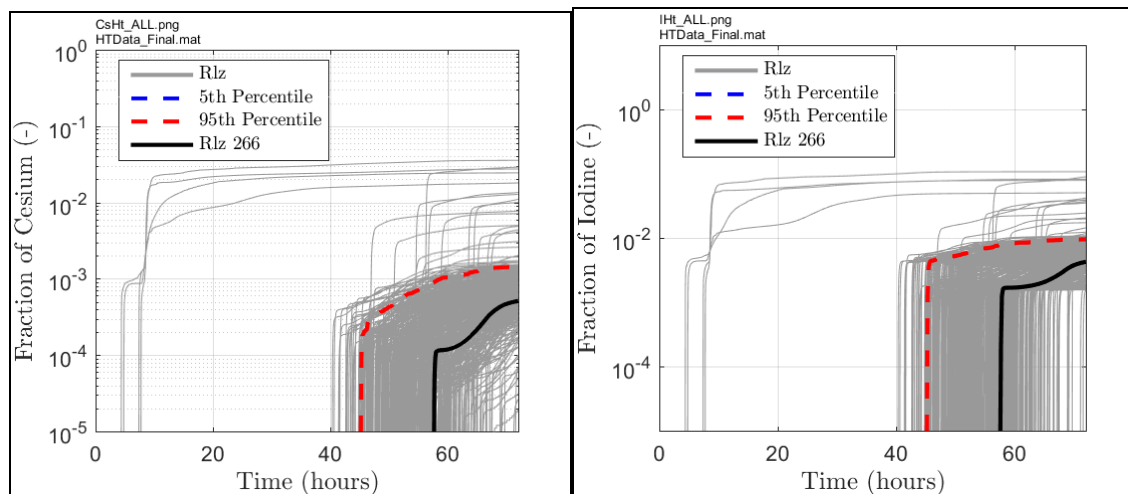 CsHt_ALL.png
HTData_Final.mat
10^0
10^-1
10^-2
10^-3
10^-4
10^-5
Fraction of Cesium (-)
Rlz
5th Percentile
95th Percentile
Rlz 266
0 20 40 60
Time (hours)
IHt_ALL.png
HTData_Final.mat
10^0
10^-2
10^-4
Fraction of Iodine (-)
Rlz
5th Percentile
95th Percentile
Rlz 266
0 20 40 60
Time (hours)